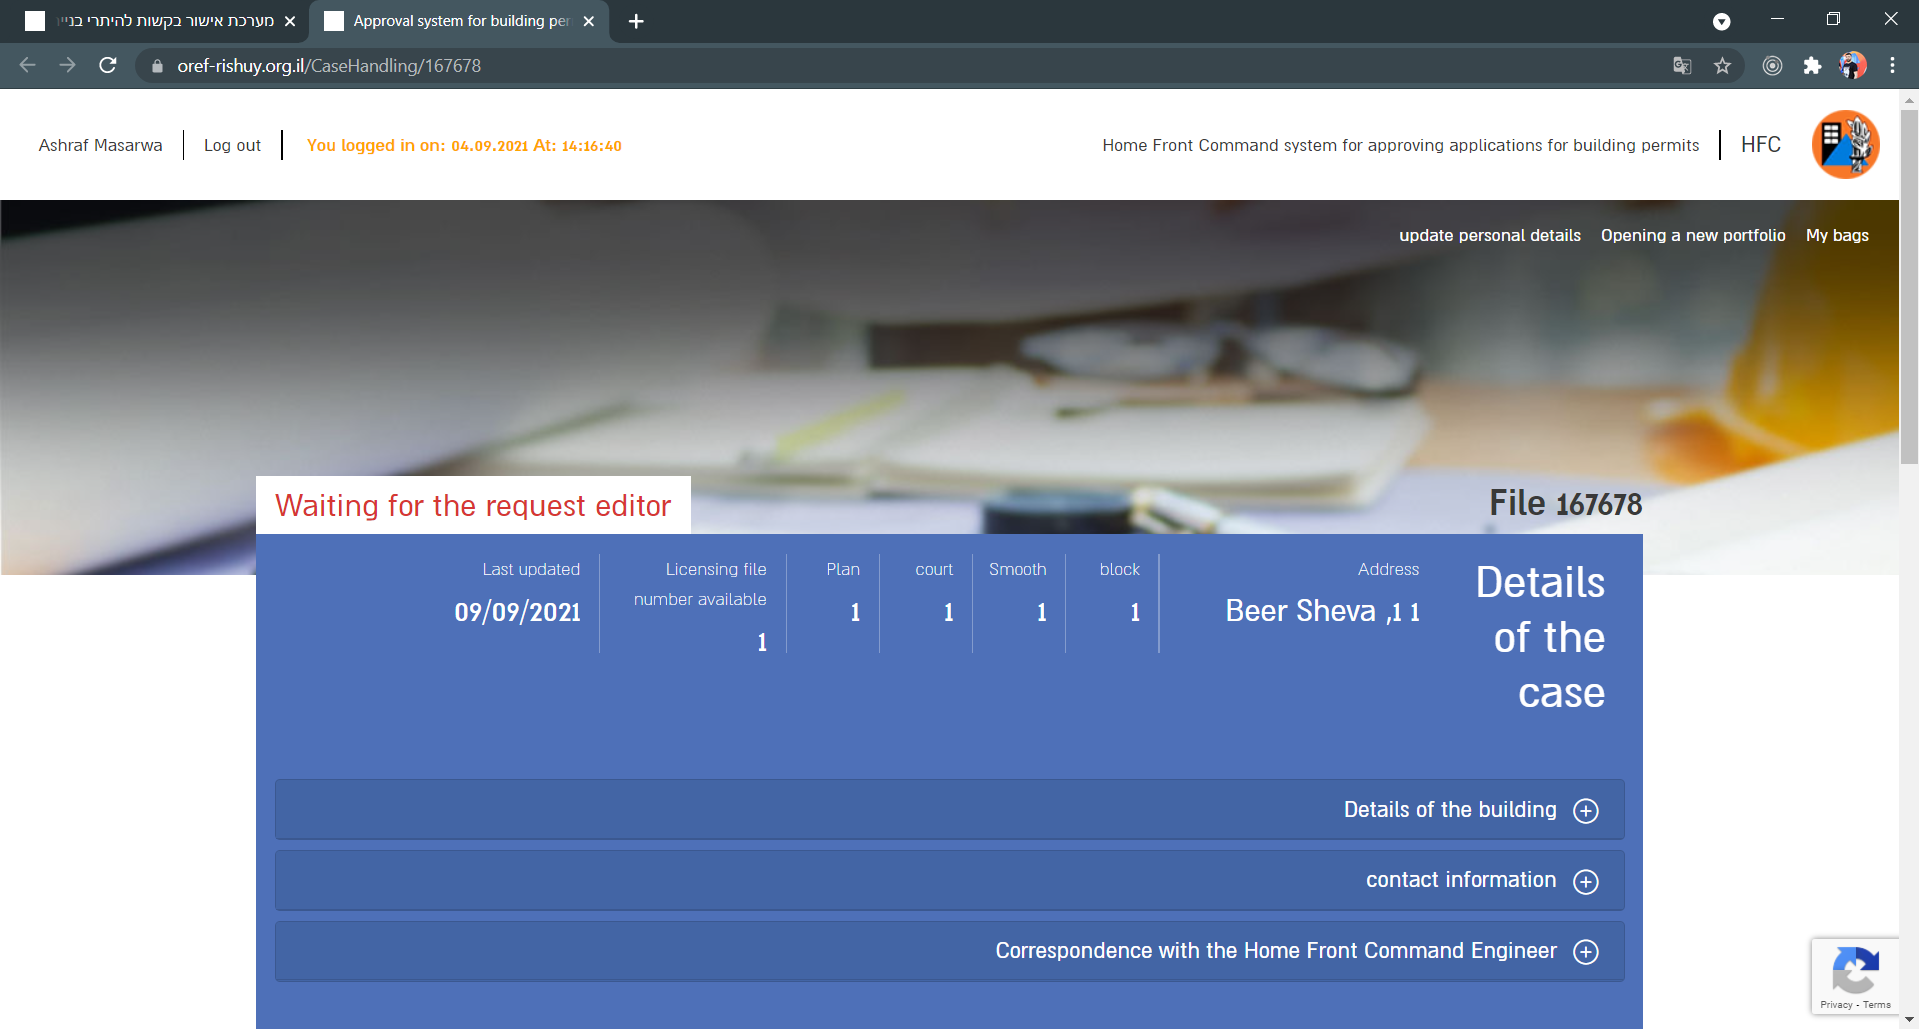 מערכת אישור בקשות להיתרי בניי
Approval system for building per
oref-rishuy.org.il/CaseHandling/167678
Ashraf Masarwa
Log out
You logged in on: 04.09.2021 At: 14:16:40
Home Front Command system for approving applications for building permits
HFC
update personal details
Opening a new portfolio
My bags
Waiting for the request editor
File 167678
Details
of the
case
Address
Beer Sheva ,1 1
block
1
Smooth
1
court
1
Plan
1
Licensing file
number available
1
Last updated
09/09/2021
Details of the building
contact information
Correspondence with the Home Front Command Engineer
Privacy - Terms